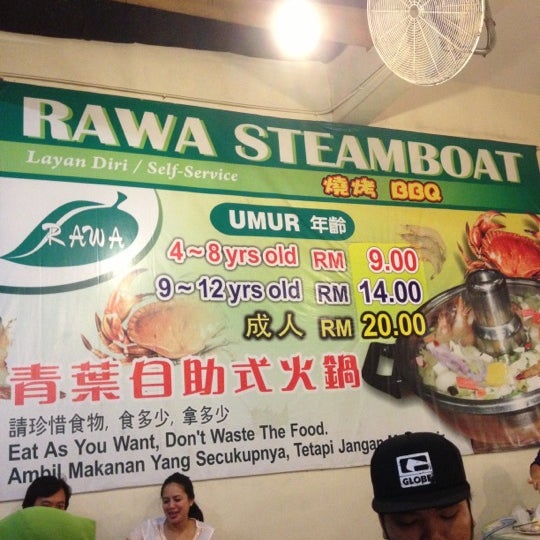 RAWA STEAMBOAT
Layan Diri / Self-Service
燒烤 BBQ
RAWA
UMUR 年齡
4~8 yrs old RM 9.00
9~12 yrs old RM 14.00
成人 RM 20.00
青葉自助式火鍋
請珍惜食物, 食多少, 拿多少
Eat As You Want, Don't Waste The Food.
Ambil Makanan Yang Secukupnya, Tetapi Jangan
GLOBE